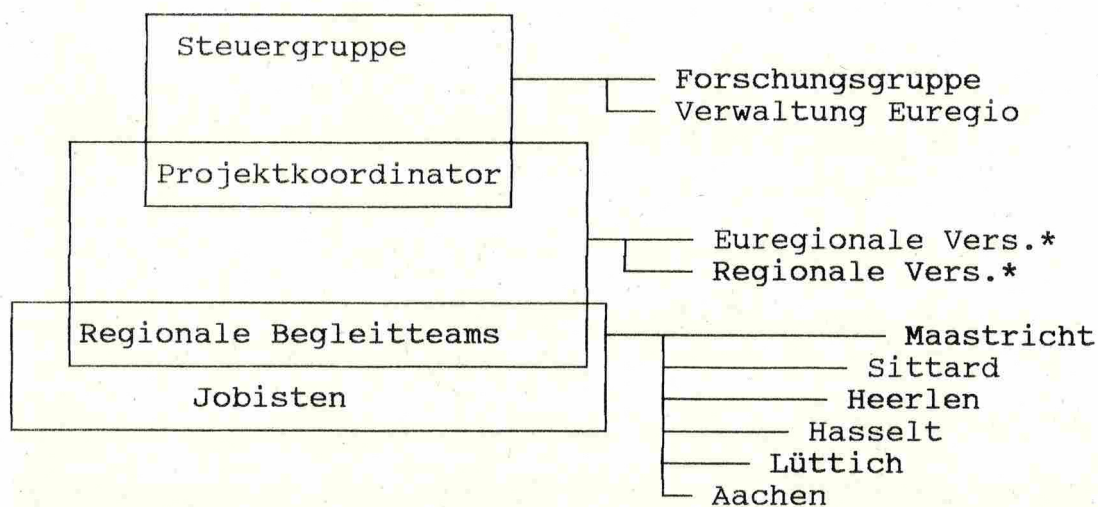 Steuergruppe
Forschungsgruppe
Verwaltung Euregio
Projektkoordinator
Euregionale Vers.*
Regionale Vers.*
Regionale Begleitteams
Maastricht
Sittard
Jobisten
Heerlen
Hasselt
Lüttich
Aachen